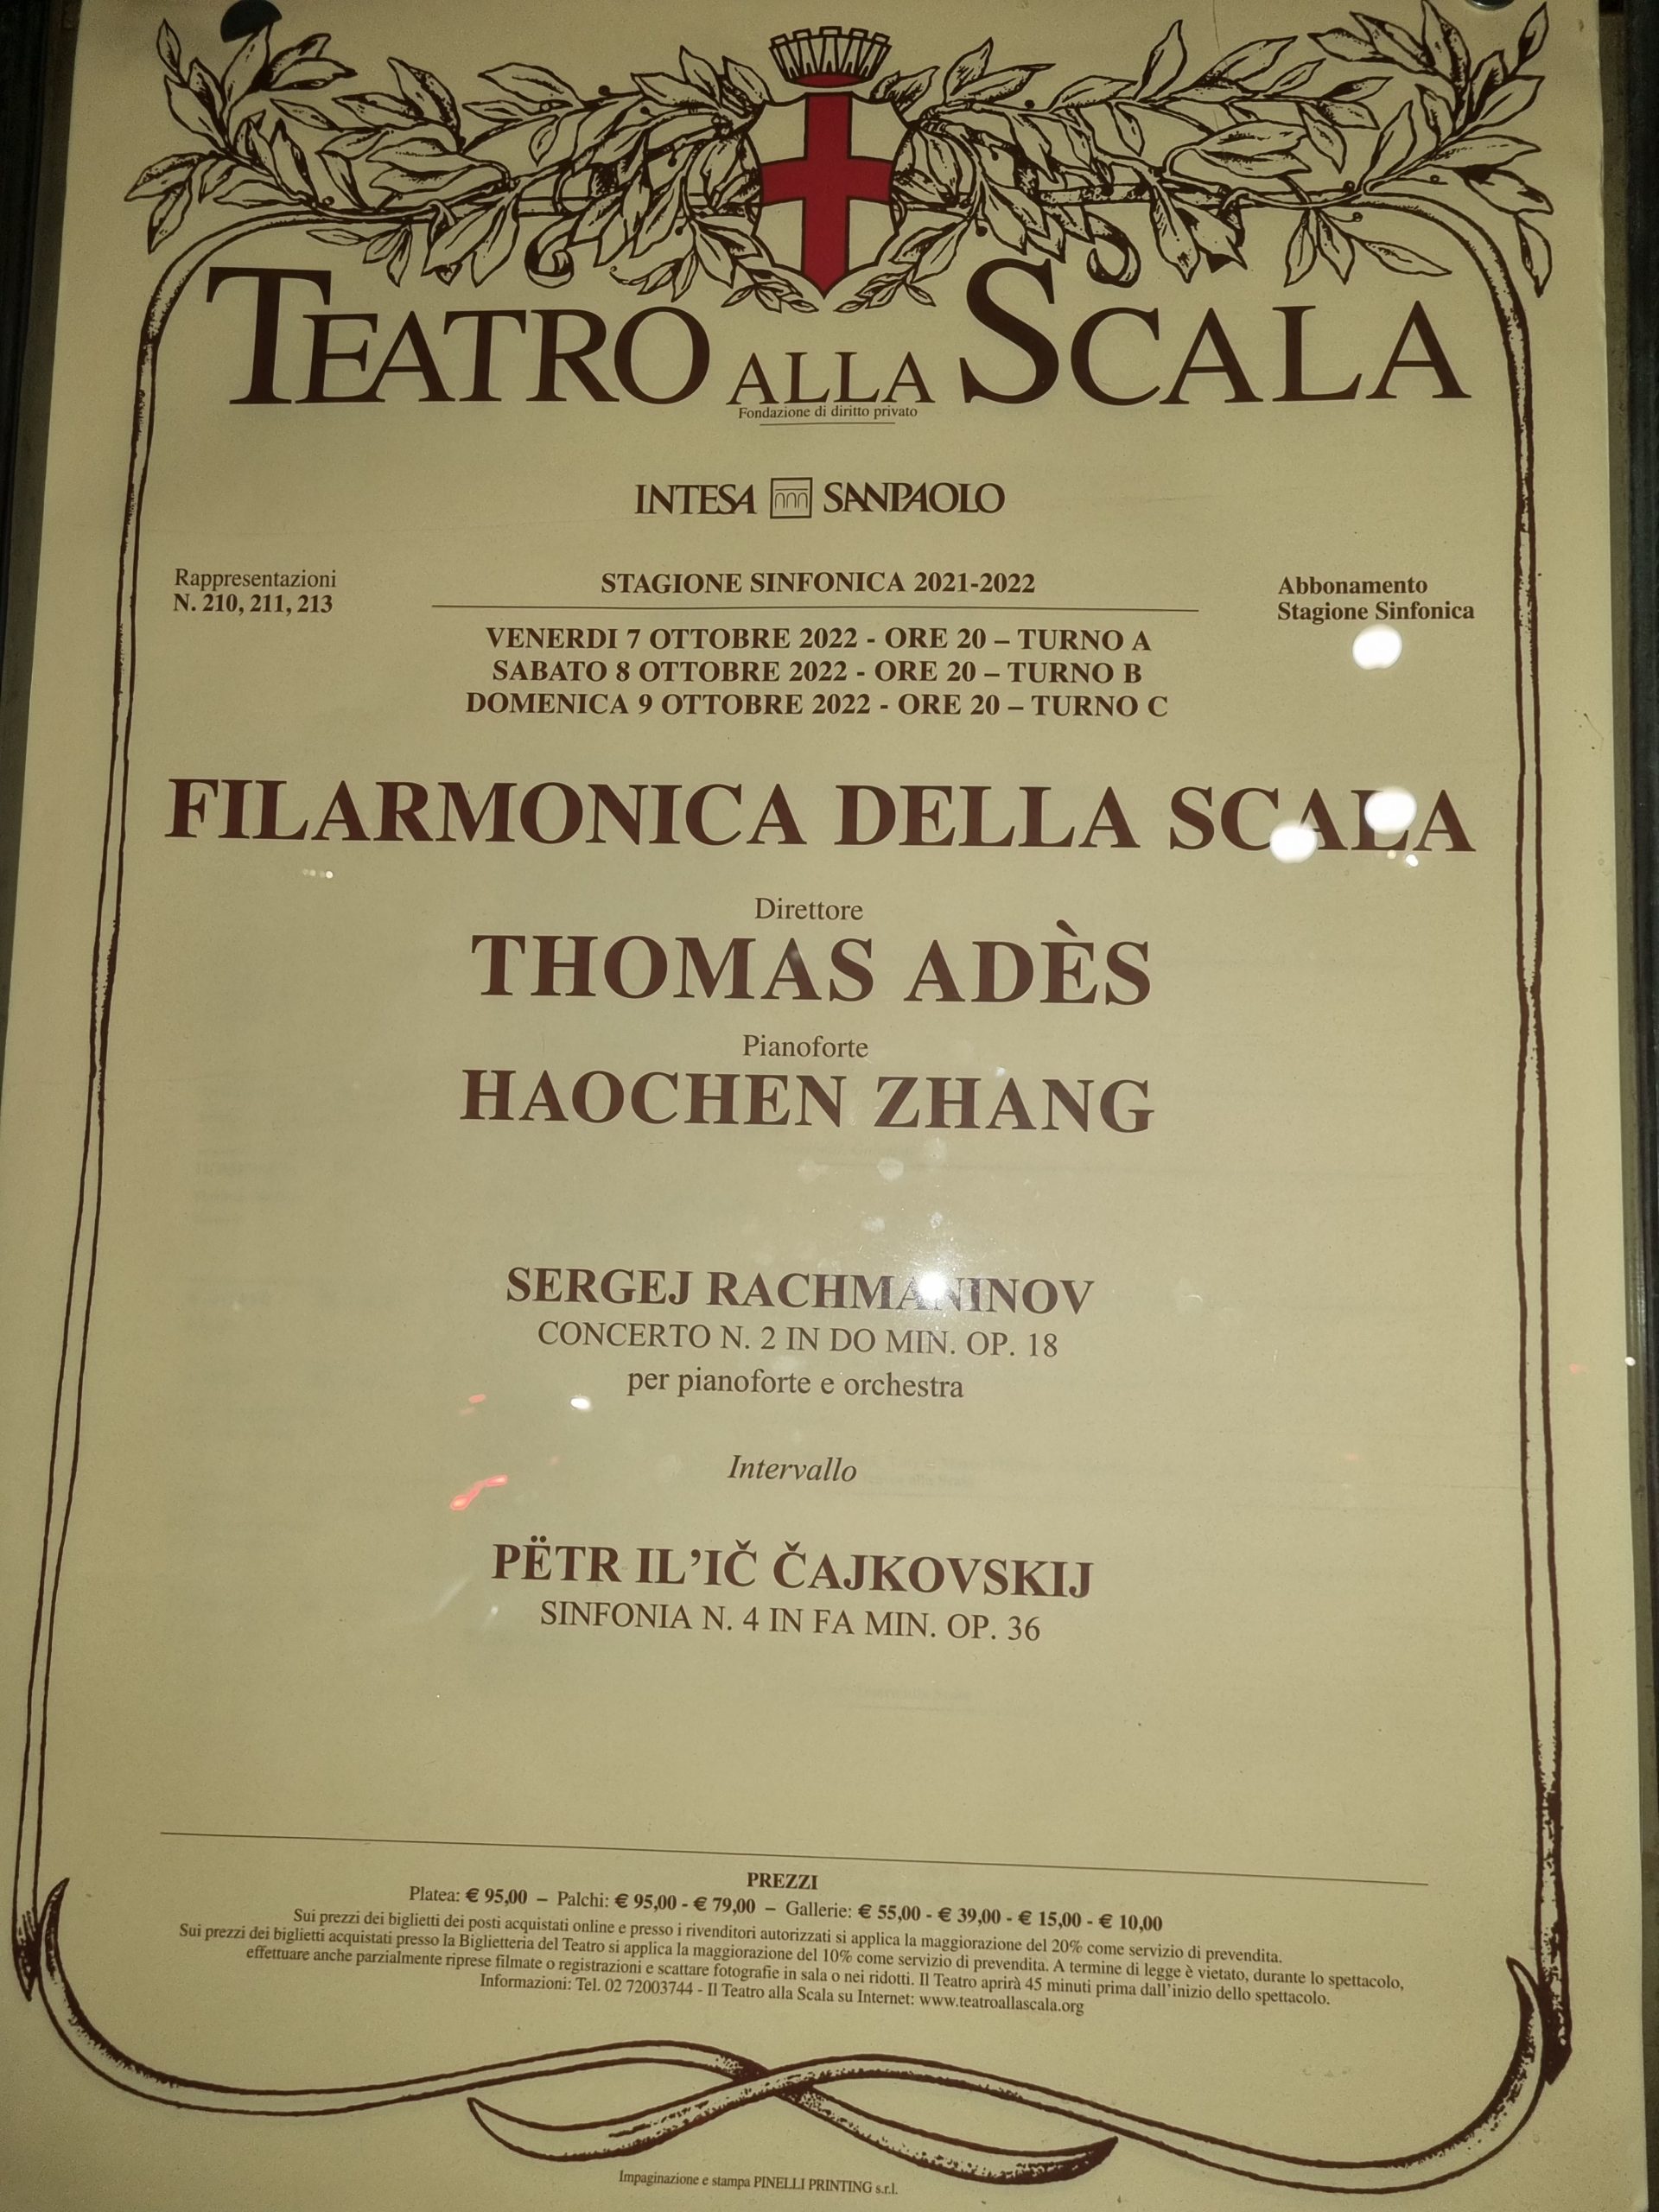 TEATRO ALLA SCALA
Fondazione di diritto privato
INTESA SANPAOLO
Rappresentazioni
N. 210, 211, 213
STAGIONE SINFONICA 2021-2022
Abbonamento
Stagione Sinfonica
VENERDI 7 OTTOBRE 2022 - ORE 20 – TURNO A
SABATO 8 OTTOBRE 2022 - ORE 20 – TURNO B
DOMENICA 9 OTTOBRE 2022 - ORE 20 – TURNO C
FILARMONICA DELLA SCALA
Direttore
THOMAS ADÈS
Pianoforte
HAOCHEN ZHANG
SERGEJ RACHMANINOV
CONCERTO N. 2 IN DO MIN. OP. 18
per pianoforte e orchestra
Intervallo
PËTR IL’IČ ČAJKOVSKIJ
SINFONIA N. 4 IN FA MIN. OP. 36
PREZZI
Platea: € 95,00 – Palchi: € 95,00 - € 79,00 – Gallerie: € 55,00 - € 39,00 - € 15,00 - € 10,00
Sui prezzi dei biglietti dei posti acquistati online e presso i rivenditori autorizzati si applica la maggiorazione del 20% come servizio di prevendita.
Sui prezzi dei biglietti acquistati presso la Biglietteria del Teatro si applica la maggiorazione del 10% come servizio di prevendita. A termine di legge è vietato, durante lo spettacolo,
effettuare anche parzialmente riprese filmate o registrazioni e scattare fotografie in sala o nei ridotti. Il Teatro aprirà 45 minuti prima dall’inizio dello spettacolo.
Informazioni: Tel. 02 72003744 - Il Teatro alla Scala su Internet: www.teatroallascala.org
Impaginazione e stampa PINELLI PRINTING s.r.l.